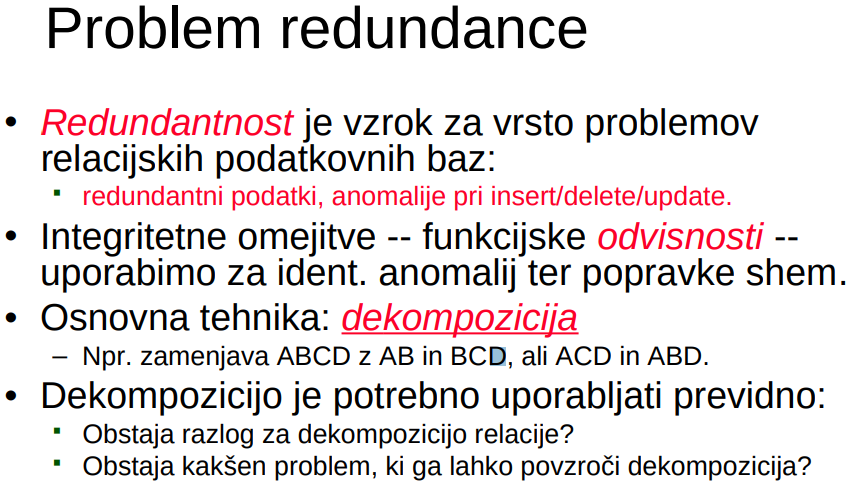 Problem redundance
• Redundantnost je vzrok za vrsto problemov
relacijskih podatkovnih baz:
▪ redundantni podatki, anomalije pri insert/delete/update.
• Integritetne omejitve -- funkcijske odvisnosti --
uporabimo za ident. anomalij ter popravke shem.
• Osnovna tehnika: dekompozicija
– Npr. zamenjava ABCD z AB in BCD, ali ACD in ABD.
• Dekompozicijo je potrebno uporabljati previdno:
▪ Obstaja razlog za dekompozicijo relacije?
▪ Obstaja kakšen problem, ki ga lahko povzroči dekompozicija?